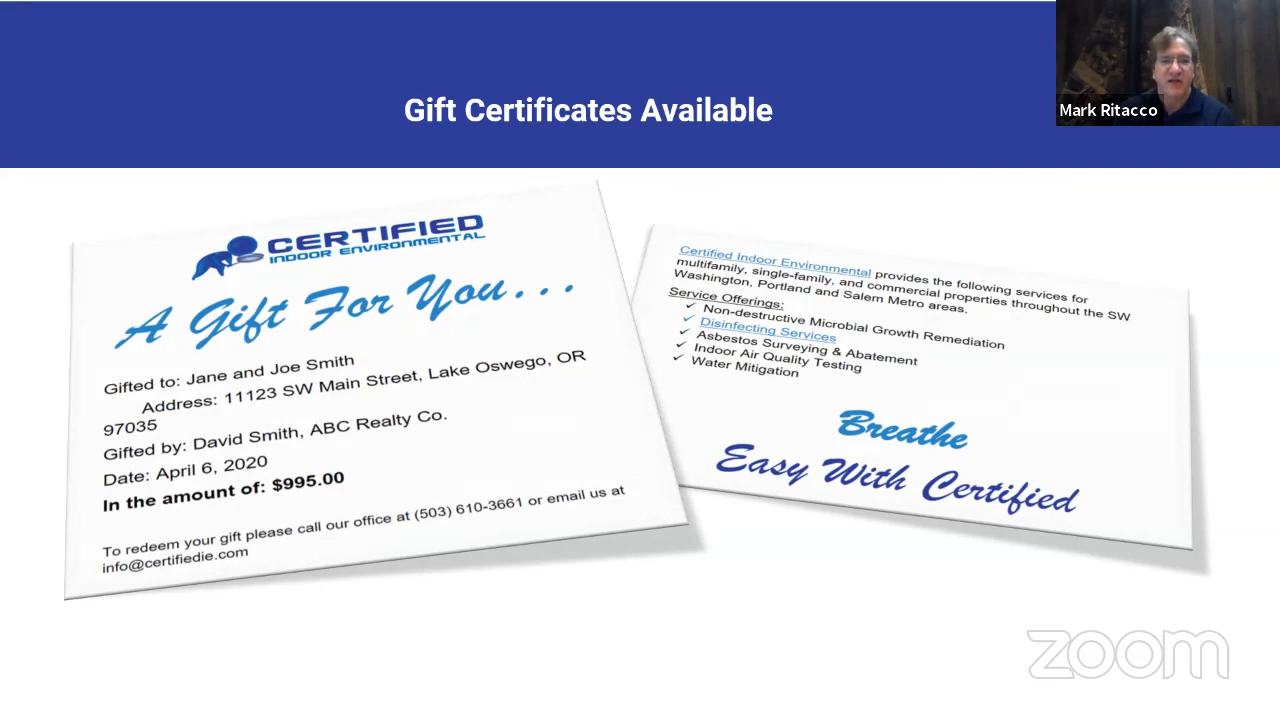 Gift Certificates Available
Mark Ritacco
CERTIFIED
INDOOR ENVIRONMENTAL
A Gift For You...
Gifted to: Jane and Joe Smith
Address: 11123 SW Main Street, Lake Oswego, OR
97035
Gifted by: David Smith, ABC Realty Co.
Date: April 6, 2020
In the amount of: $995.00
To redeem your gift please call our office at (503) 610-3661 or email us at
info@certifiedie.com
Certified Indoor Environmental provides the following services for
multifamily, single-family, and commercial properties throughout the SW
Washington, Portland and Salem Metro areas.
Service Offerings:
✓ Non-destructive Microbial Growth Remediation
✓ Disinfecting Services
✓ Asbestos Surveying & Abatement
✓ Indoor Air Quality Testing
✓ Water Mitigation
Breathe
Easy With Certified
zoom